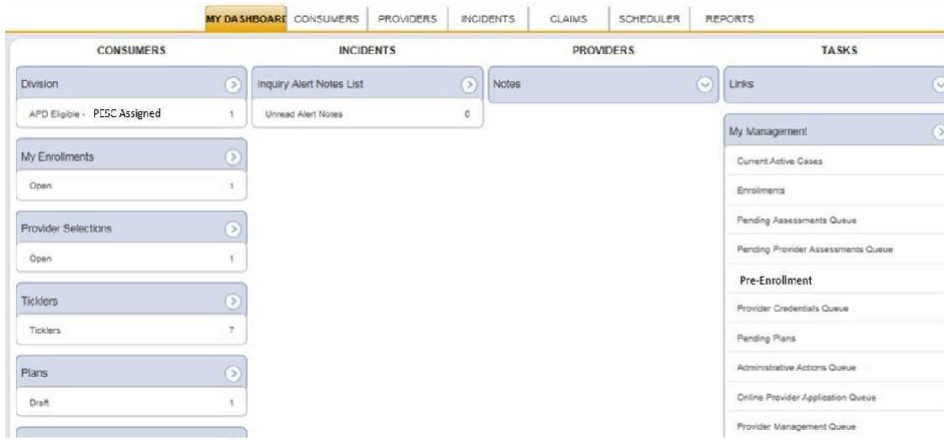 MY DASHBOARD CONSUMERS PROVIDERS INCIDENTS CLAIMS SCHEDULER REPORTS
CONSUMERS
Division
APD Eligible - PESC Assigned 1
My Enrollments
Open 1
Provider Selections
Open 1
Ticklers
Ticklers 7
Plans
Draft 1
INCIDENTS
Inquiry Alert Notes List
Unread Alert Notes 0
PROVIDERS
Notes
TASKS
Links
My Management
Current Active Cases
Enrollments
Pending Assessments Queue
Pending Provider Assessments Queue
Pre-Enrollment
Provider Credentials Queue
Pending Plans
Administrative Actions Queue
Online Provider Application Queue
Provider Management Queue